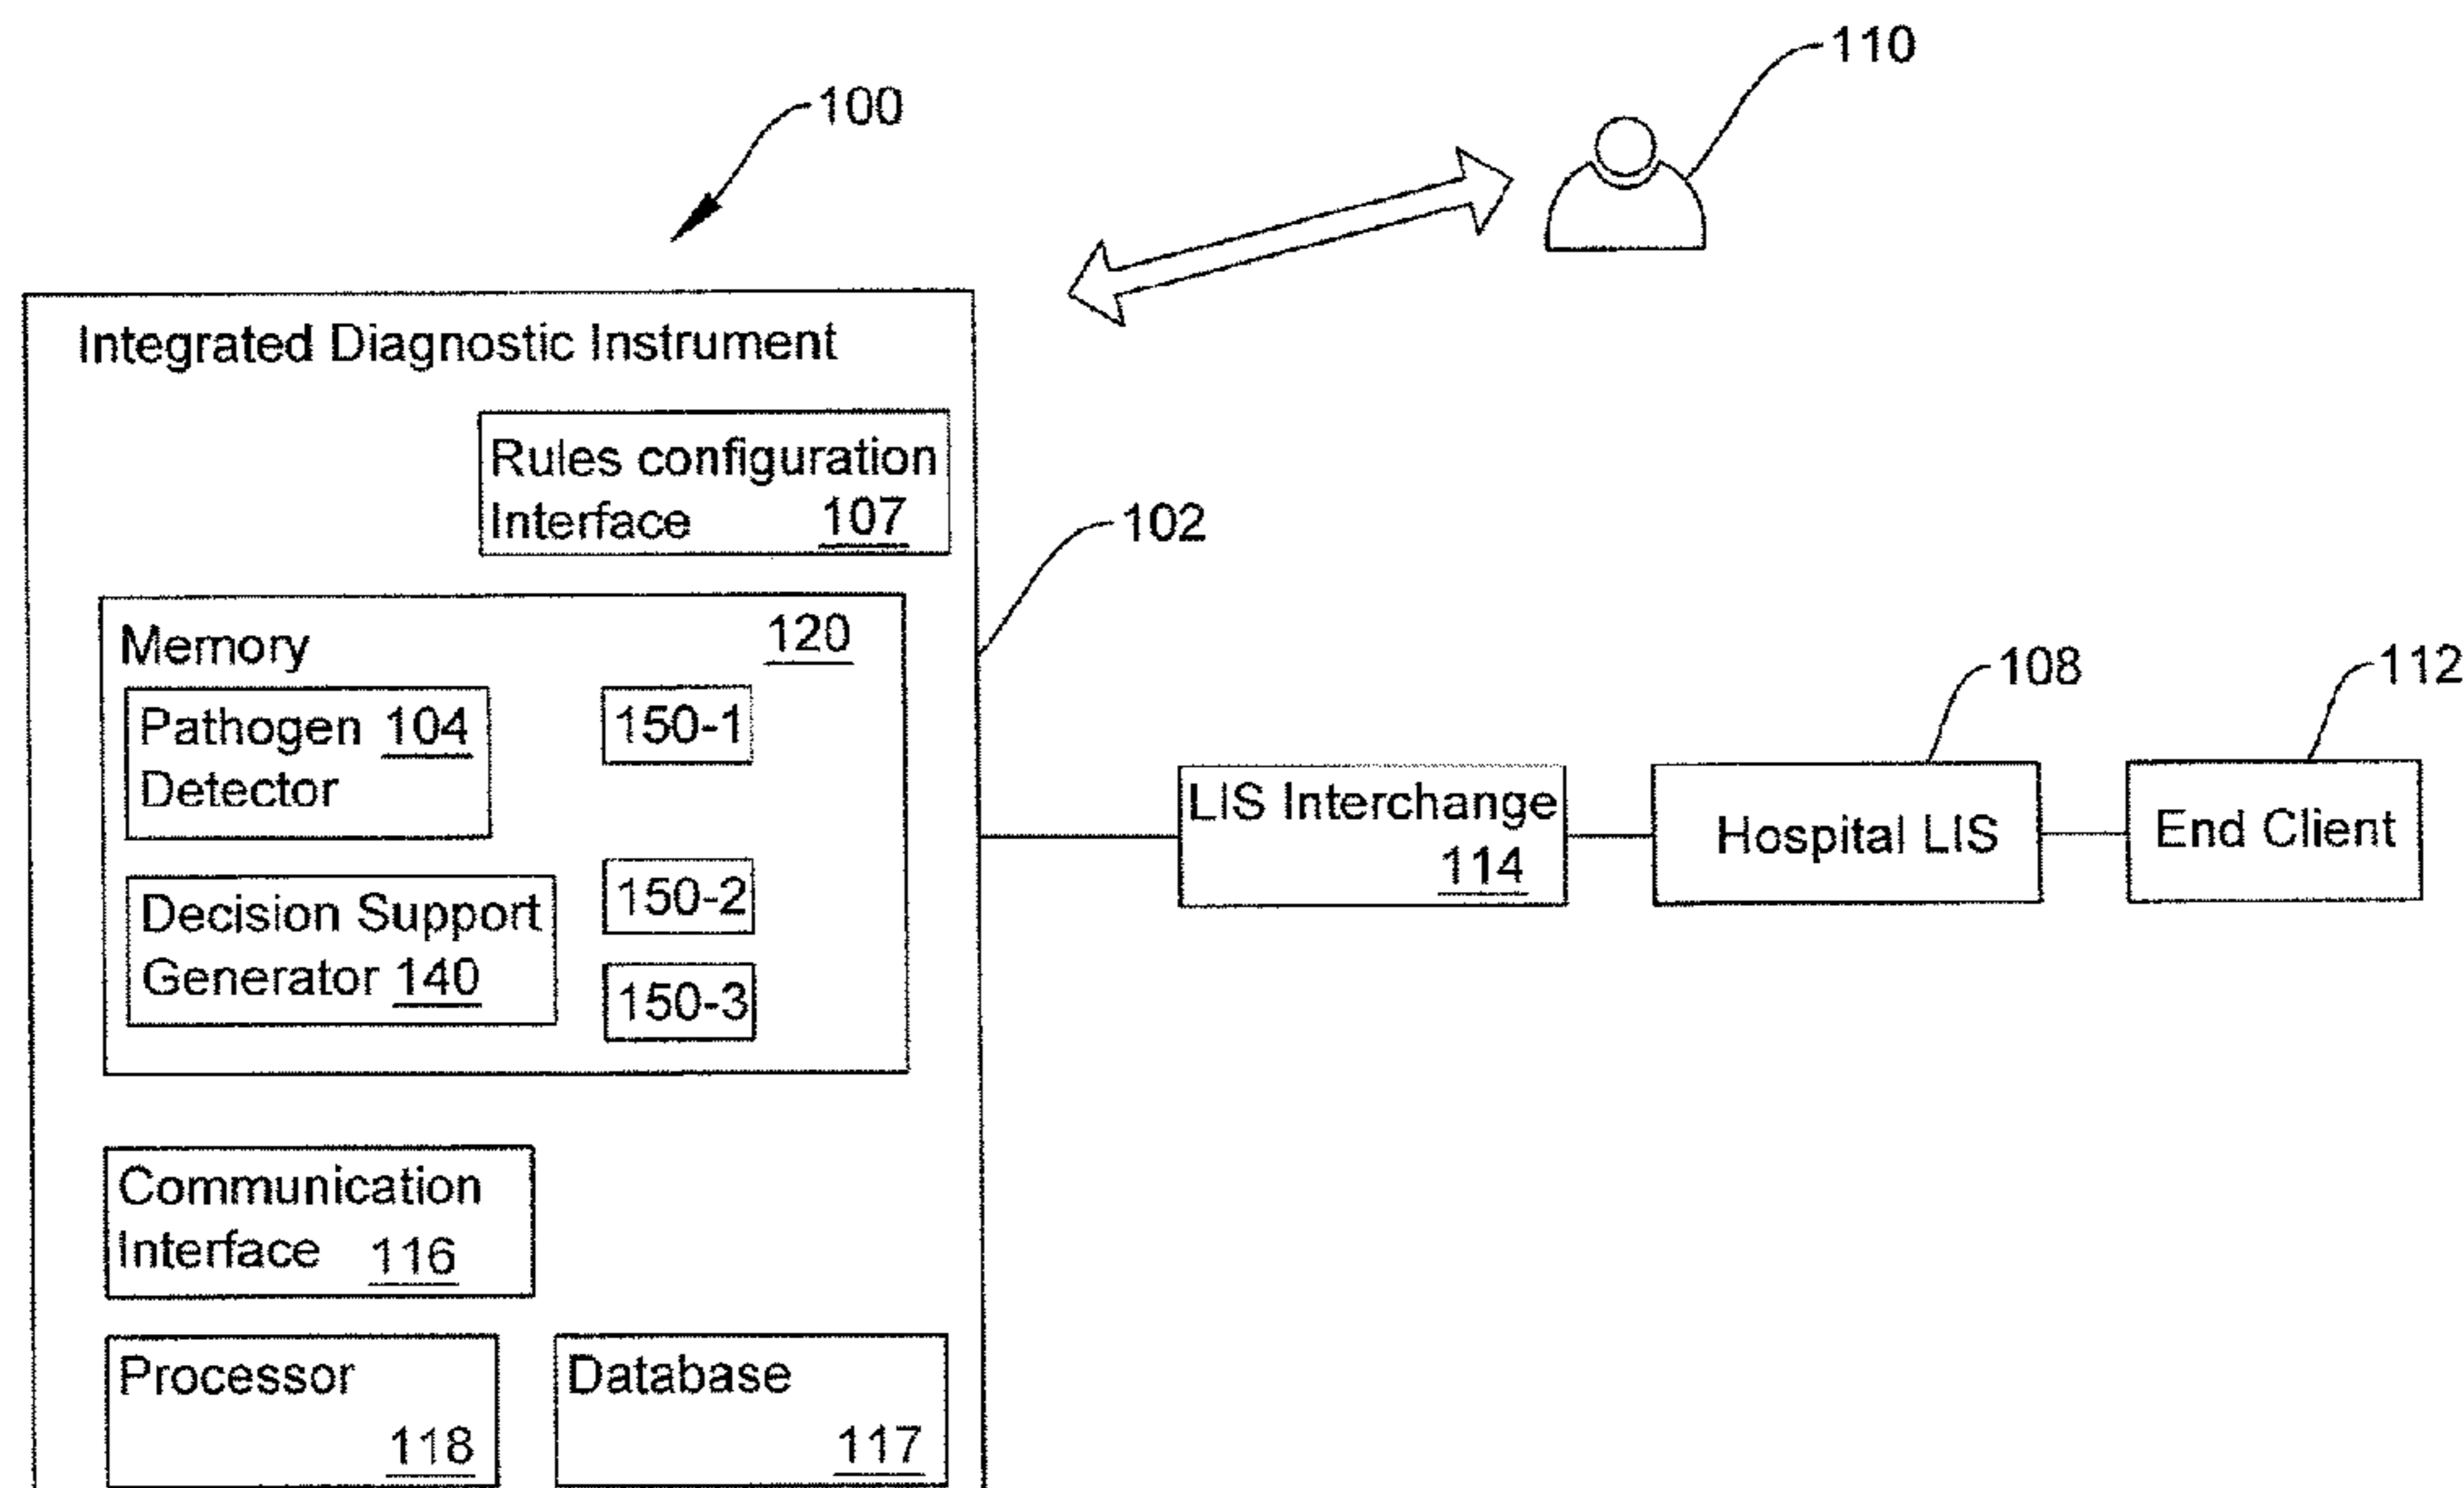 110
100
Integrated Diagnostic Instrument
Rules configuration
Interface 107
102
Memory 120
Pathogen 104
Detector
150-1
Decision Support
Generator 140
150-2
150-3
Communication
Interface 116
Processor
118
Database
117
LIS Interchange
114
108
Hospital LIS
112
End Client